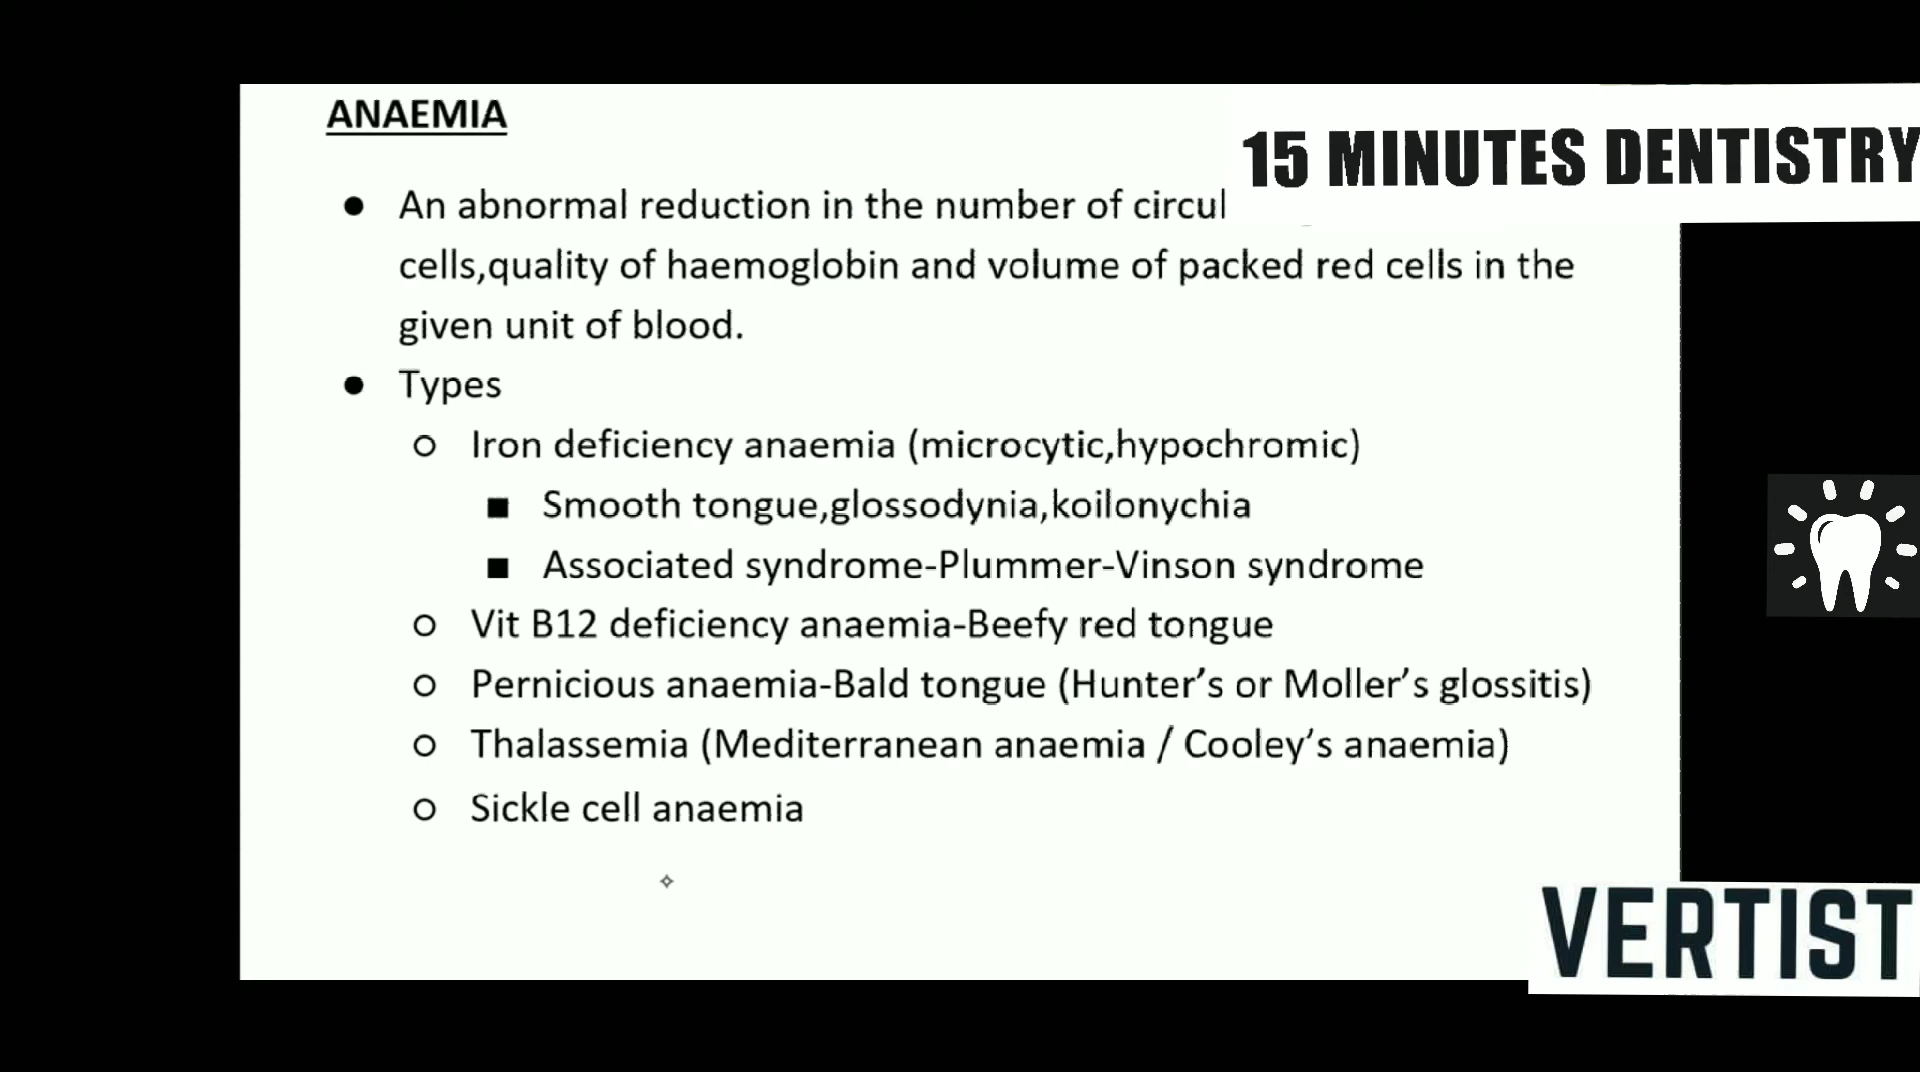 ANAEMIA
15 MINUTES DENTISTRY
● An abnormal reduction in the number of circul
cells,quality of haemoglobin and volume of packed red cells in the
given unit of blood.
● Types
○ Iron deficiency anaemia (microcytic,hypochromic)
■ Smooth tongue,glossodynia,koilonychia
■ Associated syndrome-Plummer-Vinson syndrome
○ Vit B12 deficiency anaemia-Beefy red tongue
○ Pernicious anaemia-Bald tongue (Hunter’s or Moller’s glossitis)
○ Thalassemia (Mediterranean anaemia / Cooley’s anaemia)
○ Sickle cell anaemia
VERTIST